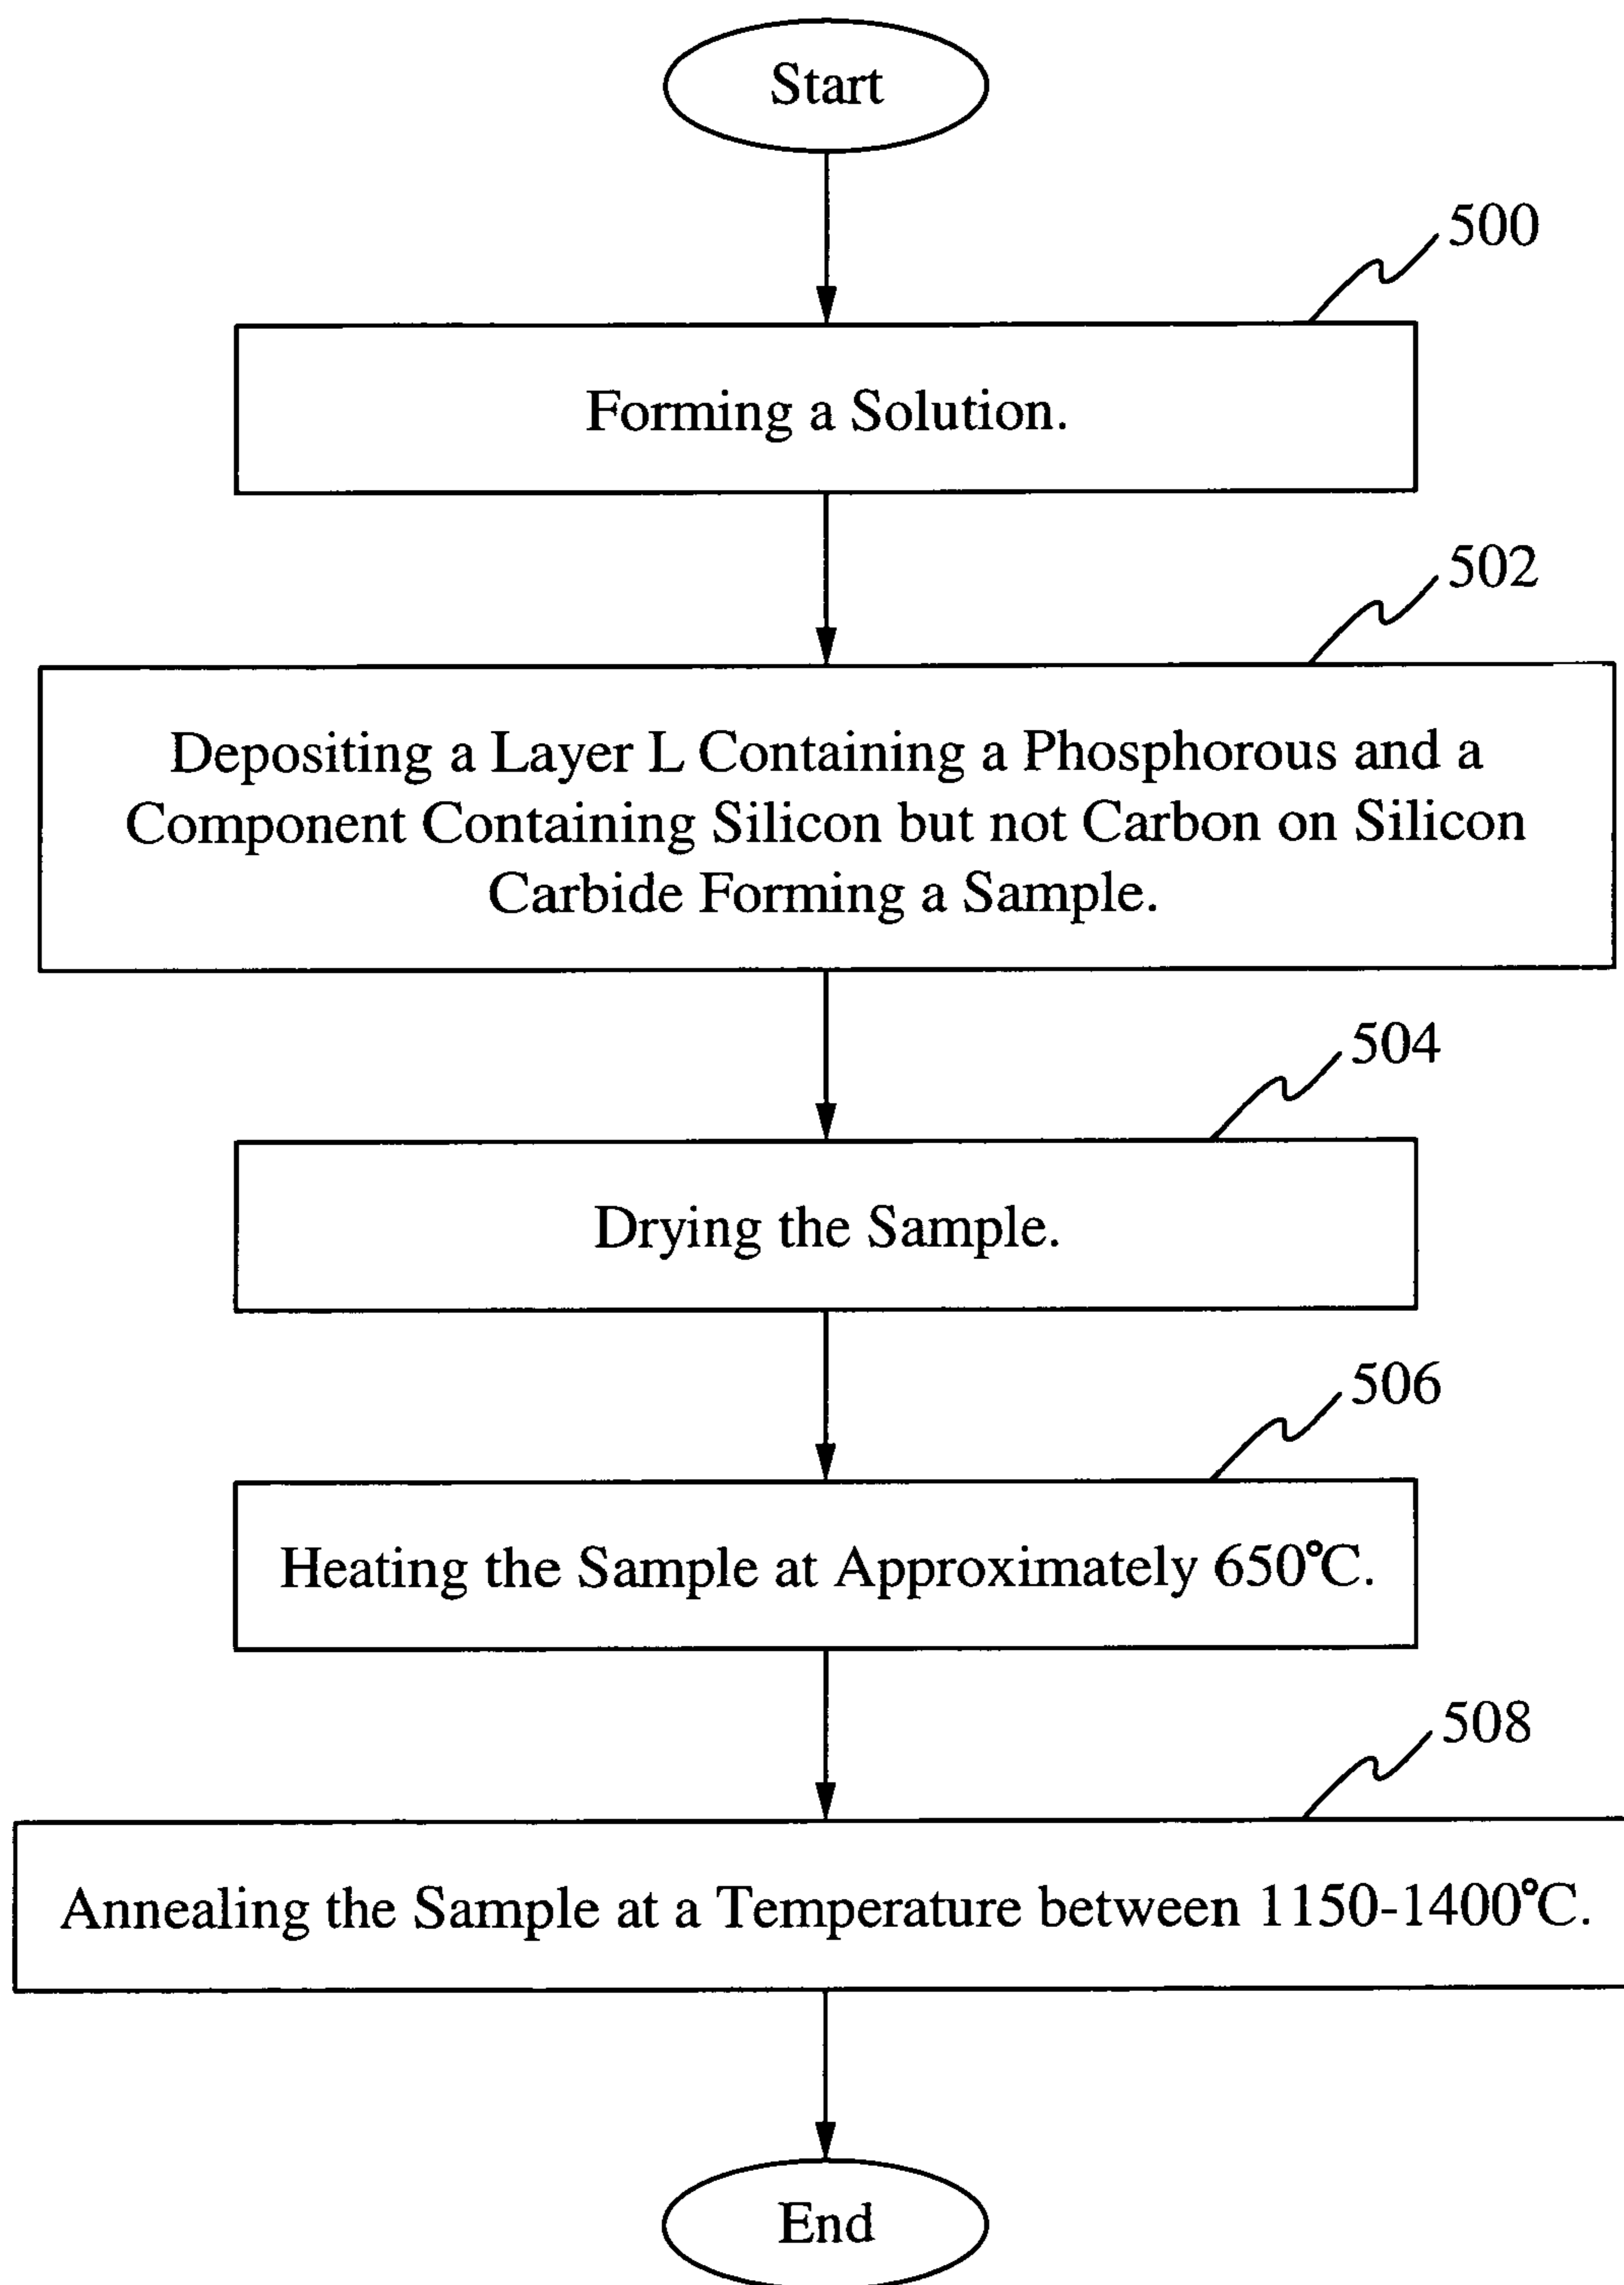 Start
500
Forming a Solution.
502
Depositing a Layer L Containing a Phosphorous and a
Component Containing Silicon but not Carbon on Silicon
Carbide Forming a Sample.
504
Drying the Sample.
506
Heating the Sample at Approximately 650°C.
508
Annealing the Sample at a Temperature between 1150-1400°C.
End